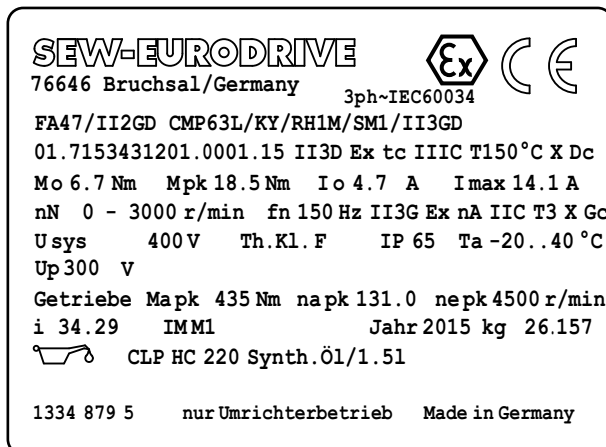 SEW-EURODRIVE
76646 Bruchsal/Germany
Ex CE
3ph~IEC60034
FA47/II2GD CMP63L/KY/RH1M/SM1/II3GD
01.7153431201.0001.15 II3D Ex tc IIIC T150°C X Dc
Mo 6.7 Nm Mpk 18.5 Nm Io 4.7 A Imax 14.1 A
nN 0 - 3000 r/min fn 150 Hz II3G Ex nA IIC T3 X Gc
Usys 400 V Th.Kl. F IP 65 Ta -20..40 °C
Up 300 V
Getriebe Mapk 435 Nm napk 131.0 nepk 4500 r/min
i 34.29 IM M1 Jahr 2015 kg 26.157
CLP HC 220 Synth.Öl/1.5l
1334 879 5 nur Umrichterbetrieb Made in Germany